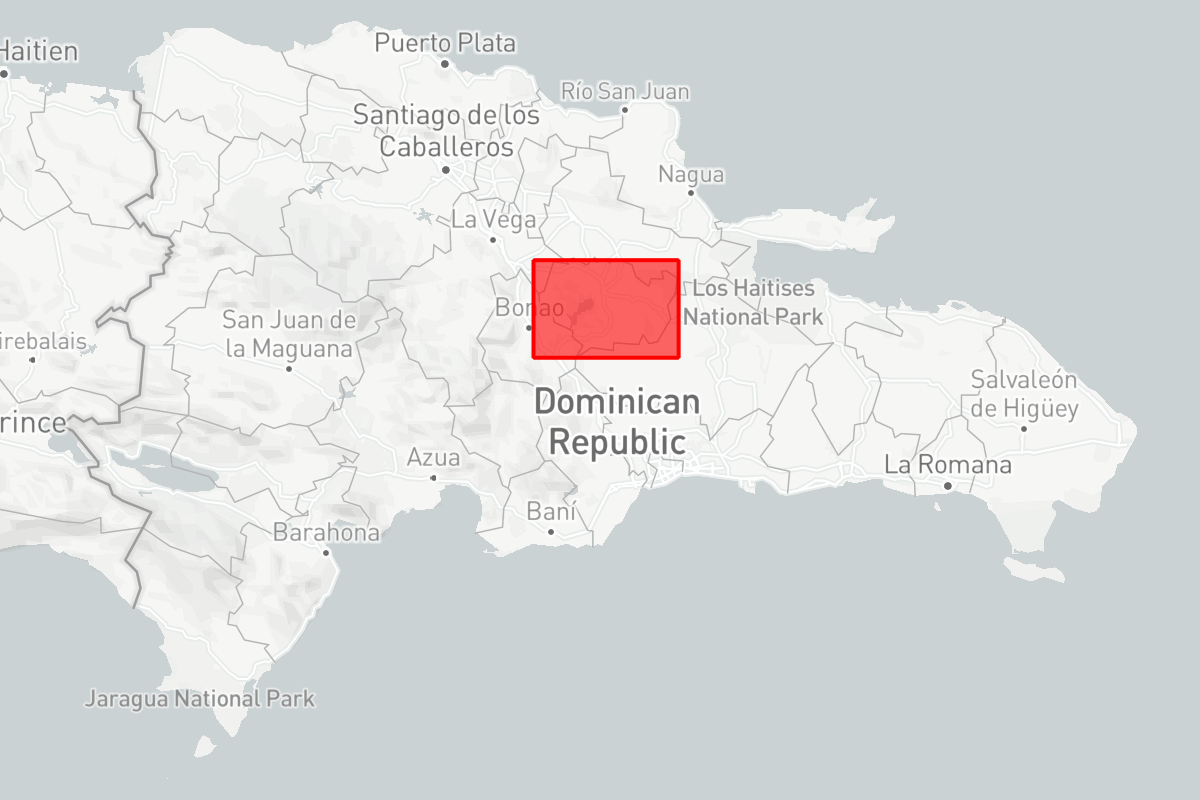 Haitien
Puerto Plata
Río San Juan
Santiago de los
Caballeros
Nagua
La Vega
Los Haitises
National Park
Bonao
San Juan de
la Maguana
irebalais
Salvaleón
de Higüey
Dominican
Republic
rince
Azua
La Romana
Baní
Barahona
Jaragua National Park